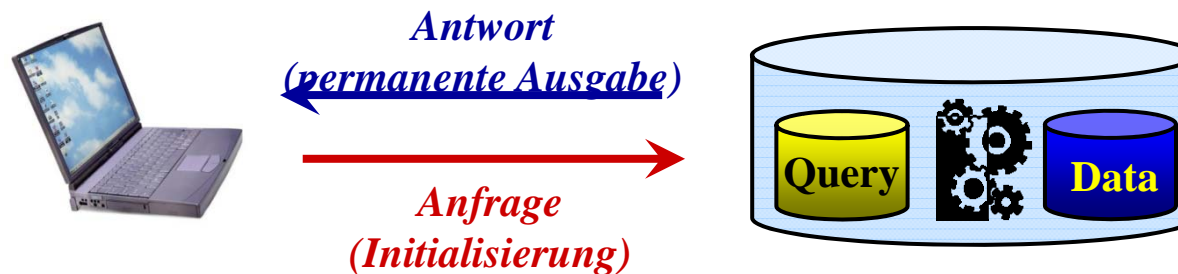 Antwort
(permanente Ausgabe)
Anfrage
(Initialisierung)
Query
Data